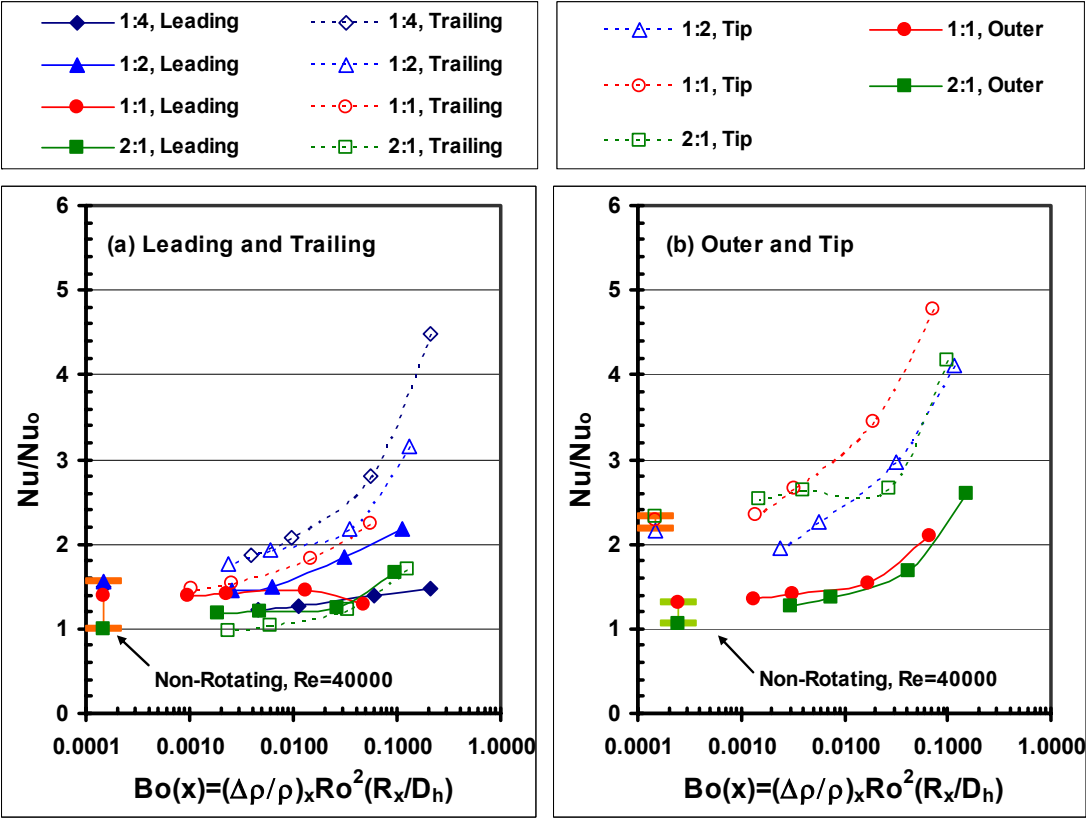 1:4, Leading 1:4, Trailing
1:2, Leading 1:2, Trailing
1:1, Leading 1:1, Trailing
2:1, Leading 2:1, Trailing
1:2, Tip 1:1, Outer
1:1, Tip 2:1, Outer
2:1, Tip
(a) Leading and Trailing
Nu/Nuo
6
5
4
3
2
1
0
Non-Rotating, Re=40000
0.0001 0.0010 0.0100 0.1000 1.0000
Bo(x)=(Δρ/ρ)xRo²(Rx/Dh)
(b) Outer and Tip
Nu/Nuo
6
5
4
3
2
1
0
Non-Rotating, Re=40000
0.0001 0.0010 0.0100 0.1000 1.0000
Bo(x)=(Δρ/ρ)xRo²(Rx/Dh)